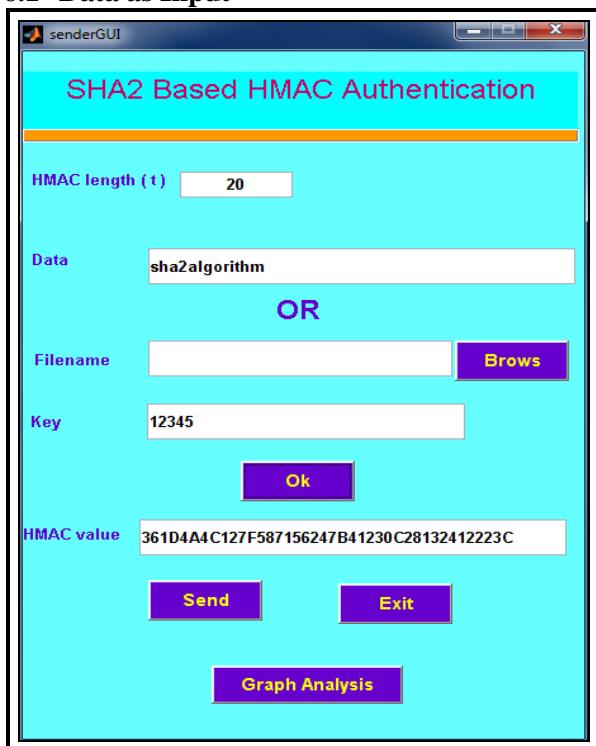 senderGUI
SHA2 Based HMAC Authentication
HMAC length ( t ) 20
Data sha2algorithm
OR
Filename Brows
Key 12345
Ok
HMAC value 361D4A4C127F587156247B41230C28132412223C
Send Exit
Graph Analysis